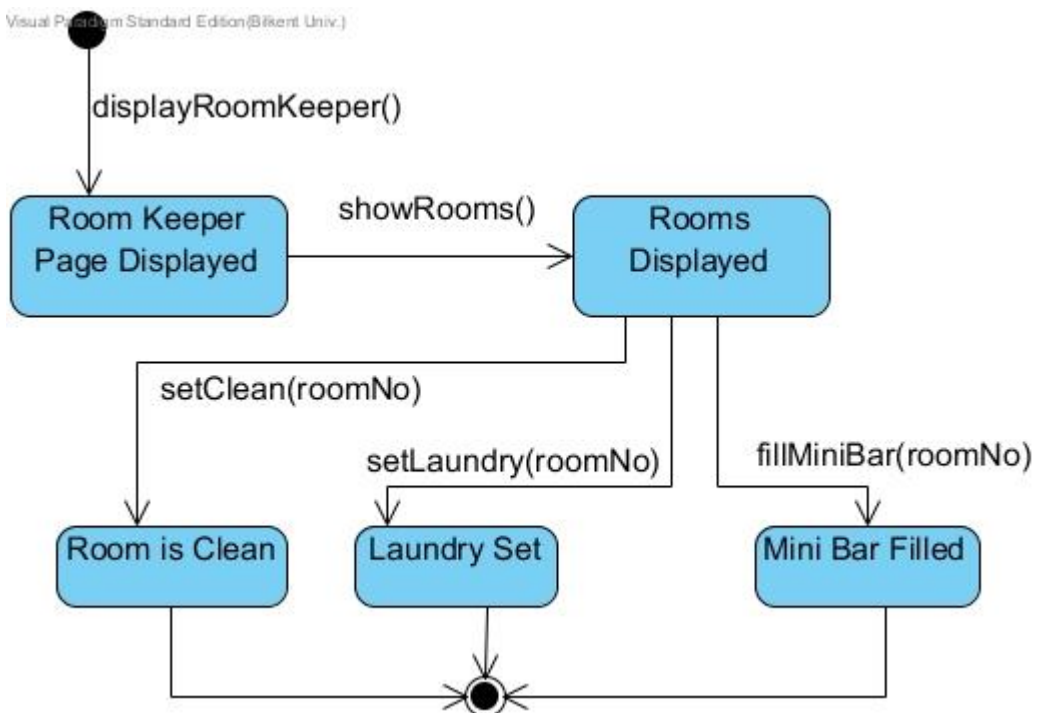 Visual Paradigm Standard Edition(Bilkent Univ.)
displayRoomKeeper()
Room Keeper
Page Displayed
showRooms()
Rooms
Displayed
setClean(roomNo)
setLaundry(roomNo)
fillMiniBar(roomNo)
Room is Clean
Laundry Set
Mini Bar Filled